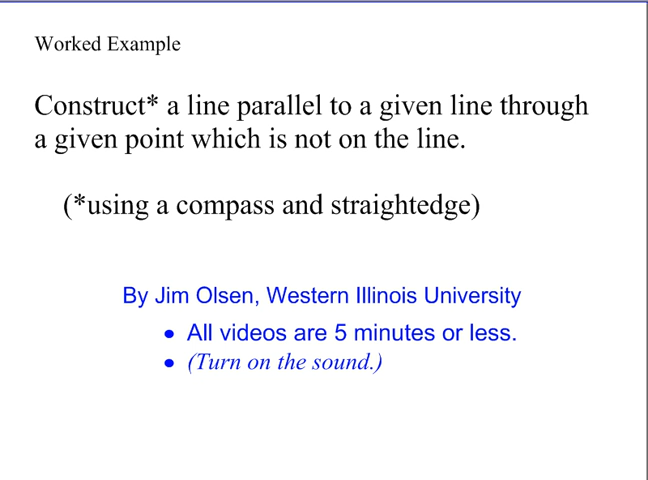 Worked Example
Construct* a line parallel to a given line through
a given point which is not on the line.
(*using a compass and straightedge)
By Jim Olsen, Western Illinois University
• All videos are 5 minutes or less.
• (Turn on the sound.)